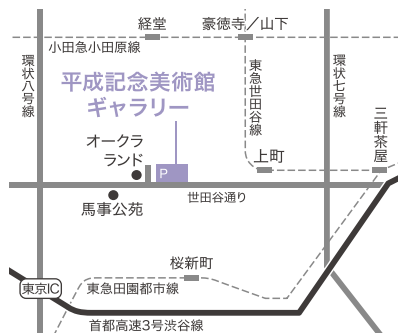 経堂
豪徳寺／山下
小田急小田原線
環状八号線
平成記念美術館
ギャラリー
東急世田谷線
環状七号線
三軒茶屋
オークラ
ランド
上町
P
世田谷通り
馬事公苑
桜新町
東京IC
東急田園都市線
首都高速3号渋谷線